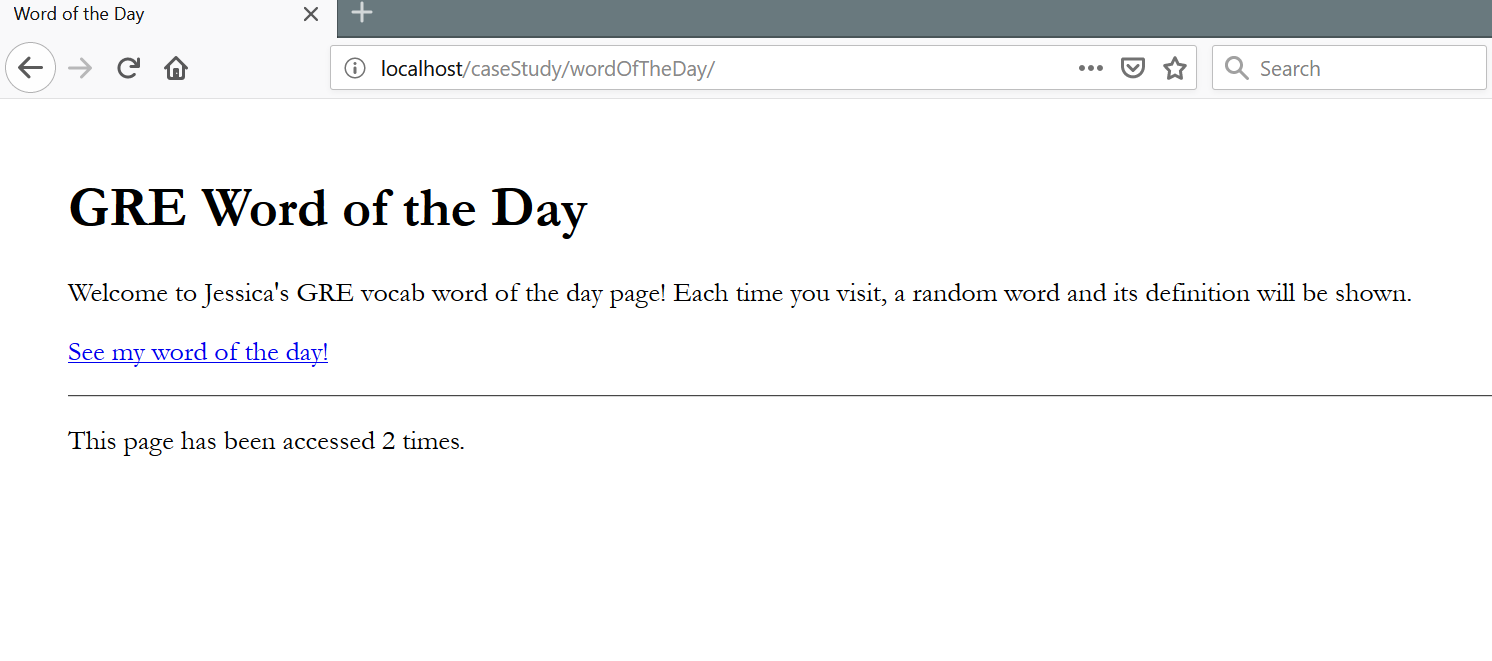 Word of the Day
localhost/caseStudy/wordOfTheDay/
Search
GRE Word of the Day
Welcome to Jessica's GRE vocab word of the day page! Each time you visit, a random word and its definition will be shown.
See my word of the day!
This page has been accessed 2 times.